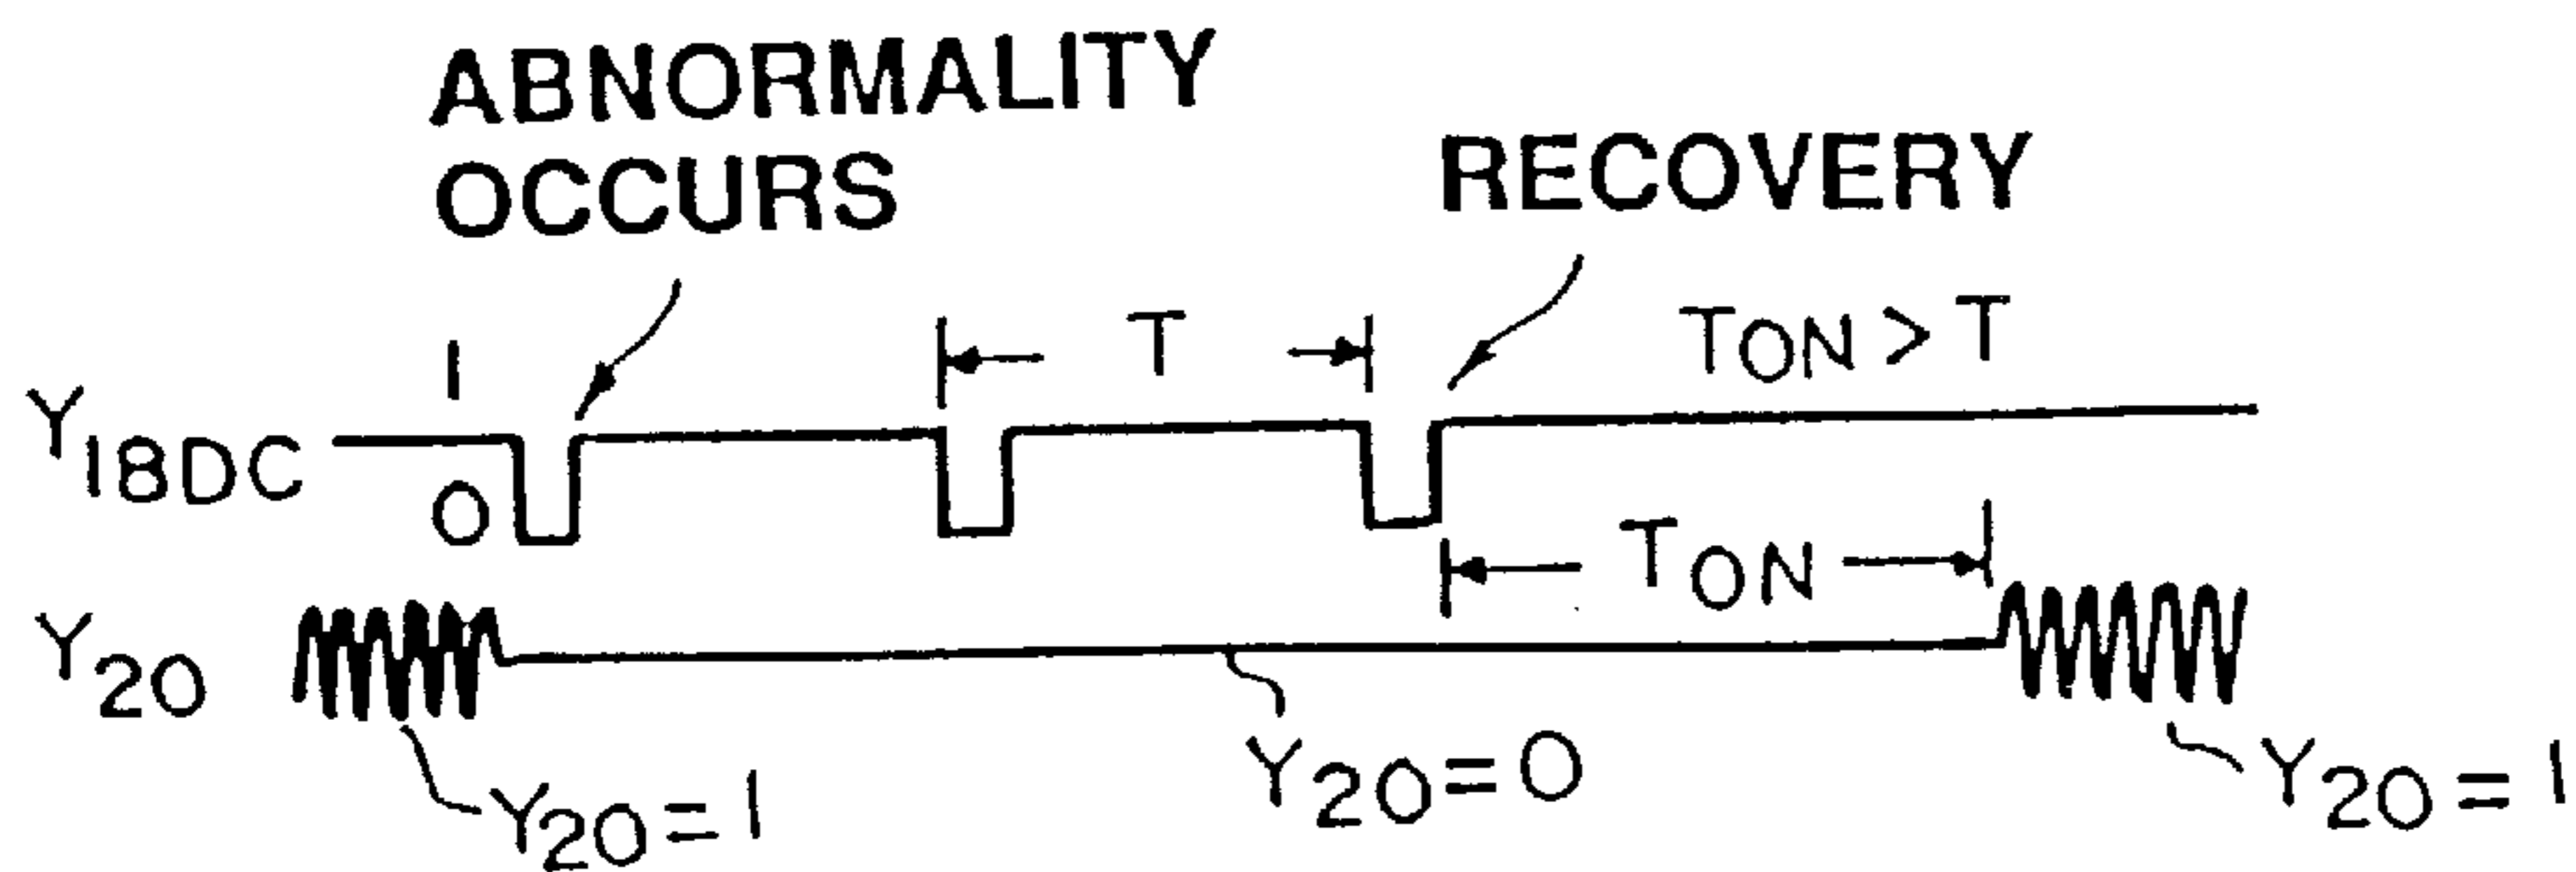 ABNORMALITY
OCCURS
RECOVERY
T
TON > T
1
Y18DC
0
TON
Y20
Y20=1
Y20=0
Y20=1